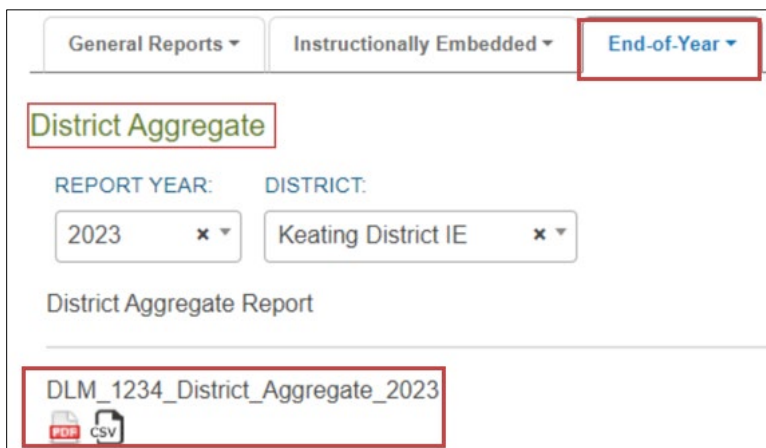 General Reports Instructionally Embedded End-of-Year
District Aggregate
REPORT YEAR: DISTRICT:
2023 × Keating District IE ×
District Aggregate Report
DLM_1234_District_Aggregate_2023
PDF CSV